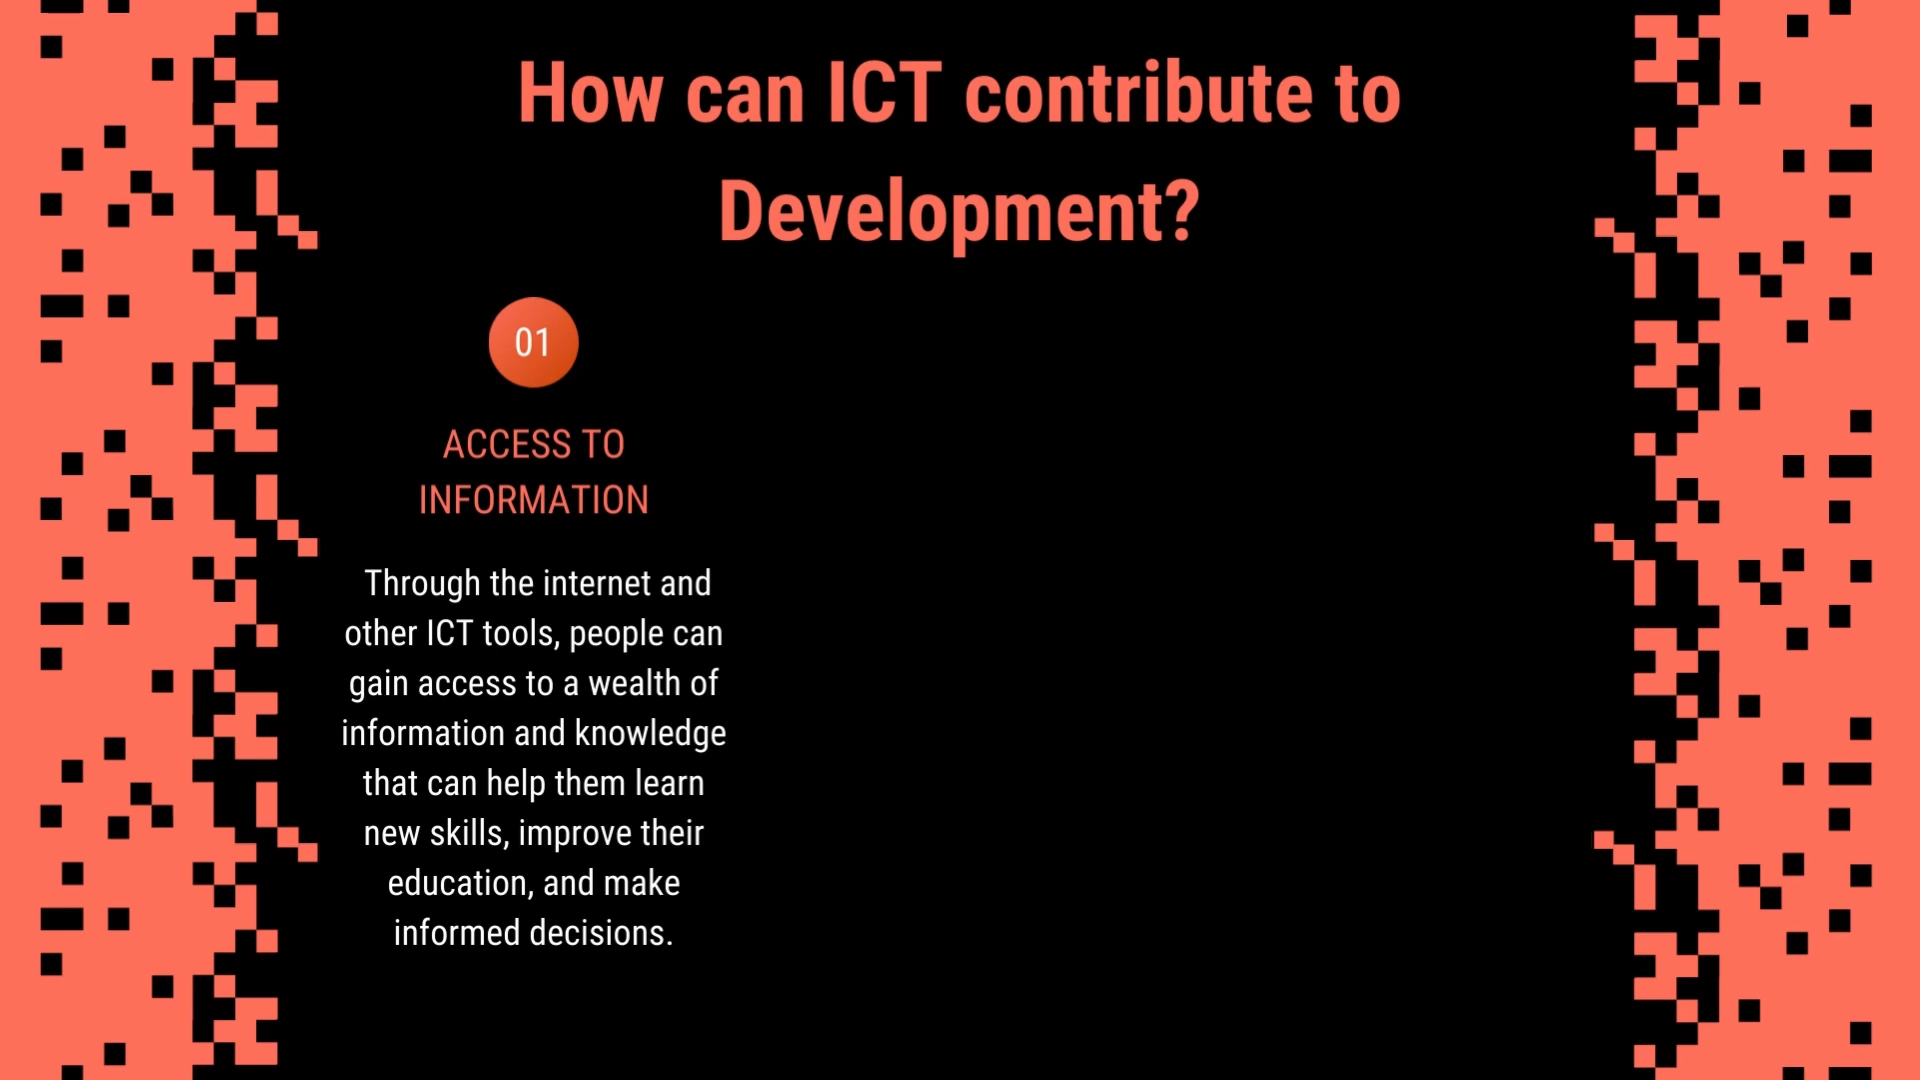 How can ICT contribute to
Development?
01
ACCESS TO
INFORMATION
Through the internet and
other ICT tools, people can
gain access to a wealth of
information and knowledge
that can help them learn
new skills, improve their
education, and make
informed decisions.